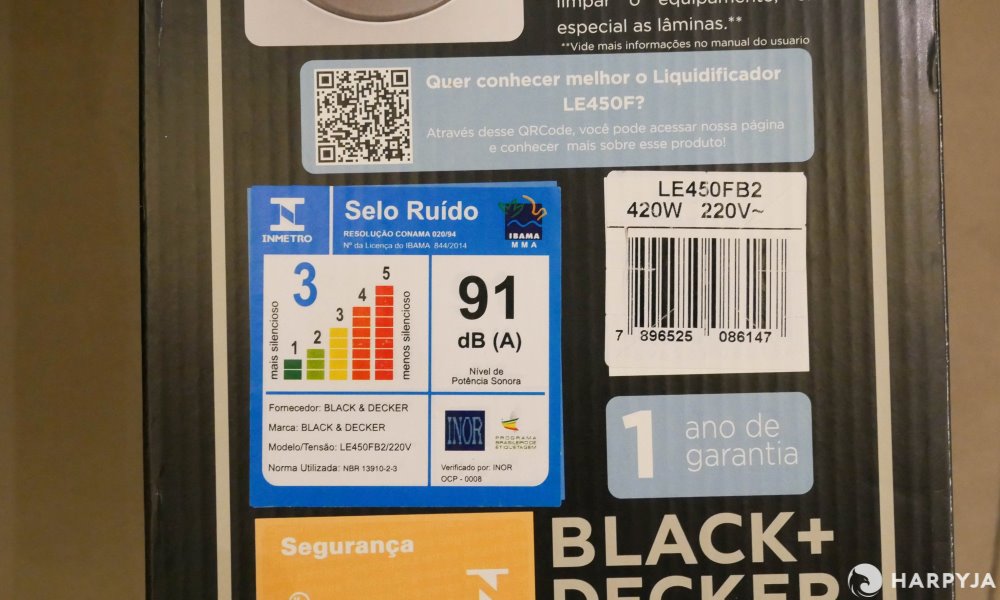 limpar o equipamento, e
especial as lâminas.**
**Vide mais informações no manual do usuario
Quer conhecer melhor o Liquidificador
LE450F?
Através desse QRCode, você pode acessar nossa página
e conhecer mais sobre esse produto!
INMETRO
Selo Ruído
RESOLUÇÃO CONAMA 020/94
Nº da Licença do IBAMA 844/2014
IBAMA
MMA
3
mais silencioso
1
2
3
4
5
menos silencioso
91
dB (A)
Nível de
Potência Sonora
Fornecedor: BLACK & DECKER
Marca: BLACK & DECKER
Modelo/Tensão: LE450FB2/220V
Norma Utilizada: NBR 13910-2-3
INOR
PROGRAMA
BRASILEIRO DE
ETIQUETAGEM
Verificado por: INOR
OCP - 0008
LE450FB2
420W 220V~
7 896525 086147
1 ano de
garantia
Segurança
BLACK+
DECKER
HARPYJA